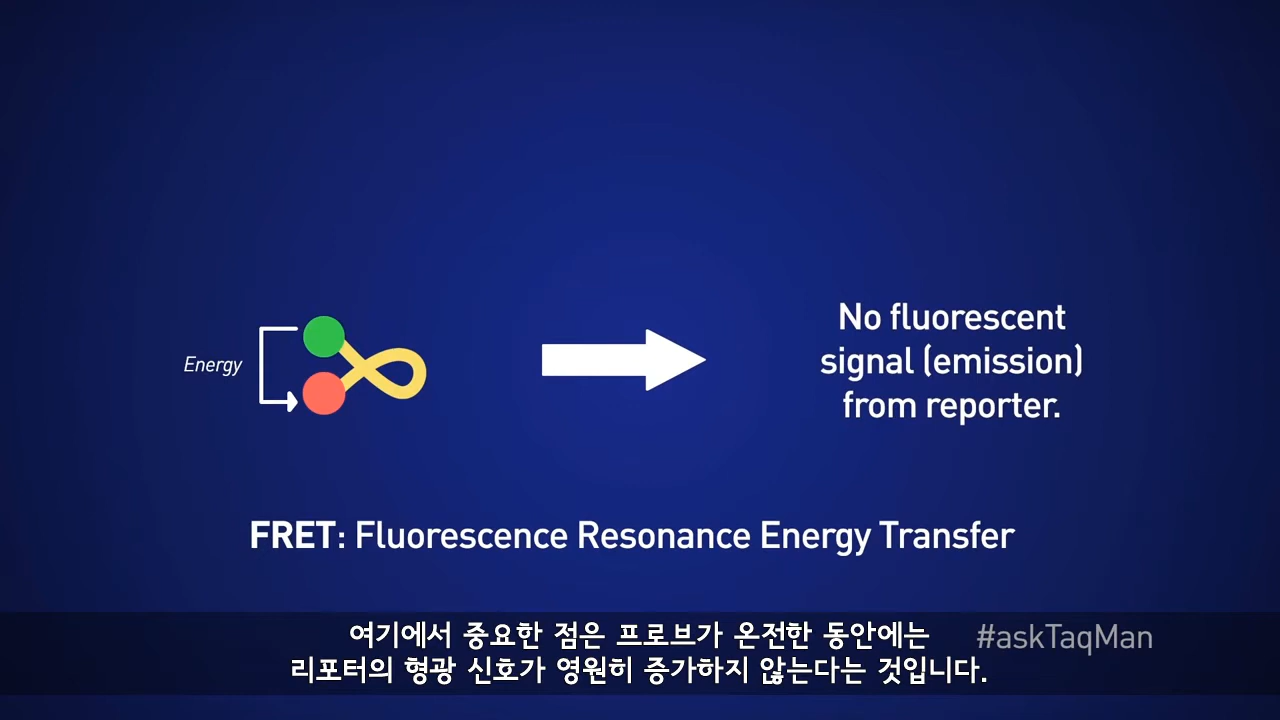 Energy
No fluorescent
signal (emission)
from reporter.
FRET: Fluorescence Resonance Energy Transfer
여기에서 중요한 점은 프로브가 온전한 동안에는
리포터의 형광 신호가 영원히 증가하지 않는다는 것입니다.
#askTaqMan